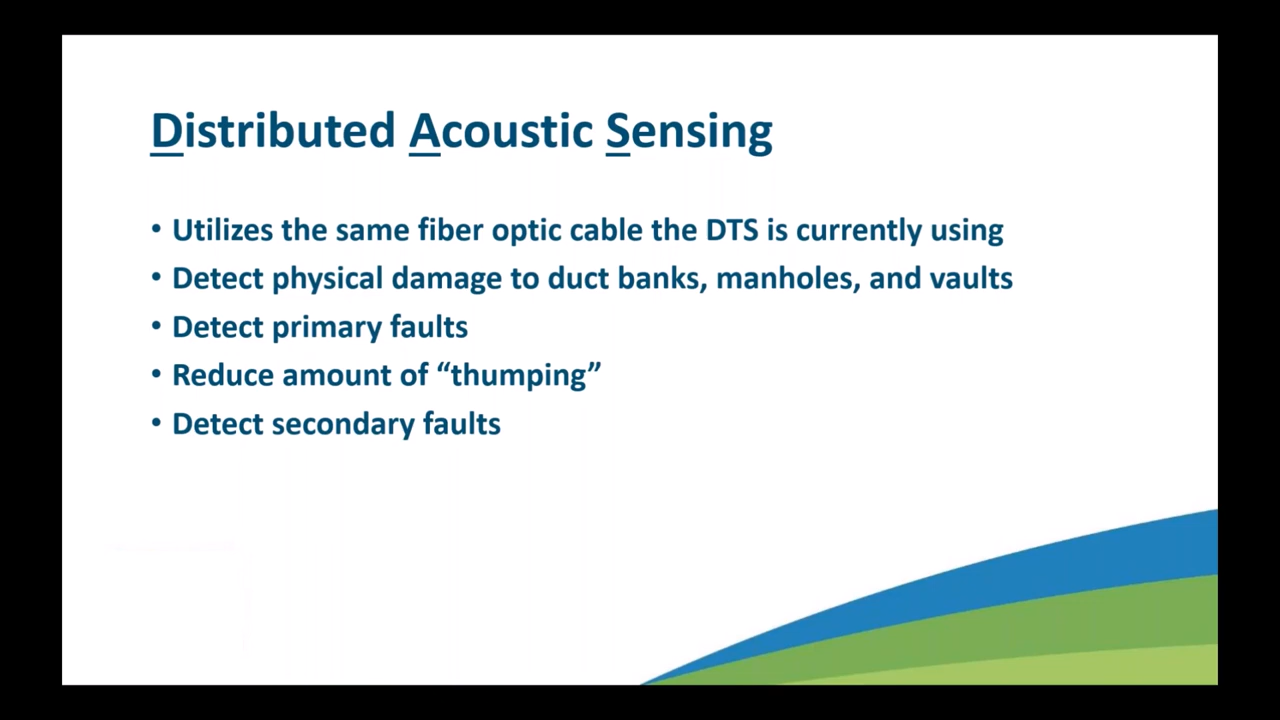 Distributed Acoustic Sensing
• Utilizes the same fiber optic cable the DTS is currently using
• Detect physical damage to duct banks, manholes, and vaults
• Detect primary faults
• Reduce amount of “thumping”
• Detect secondary faults